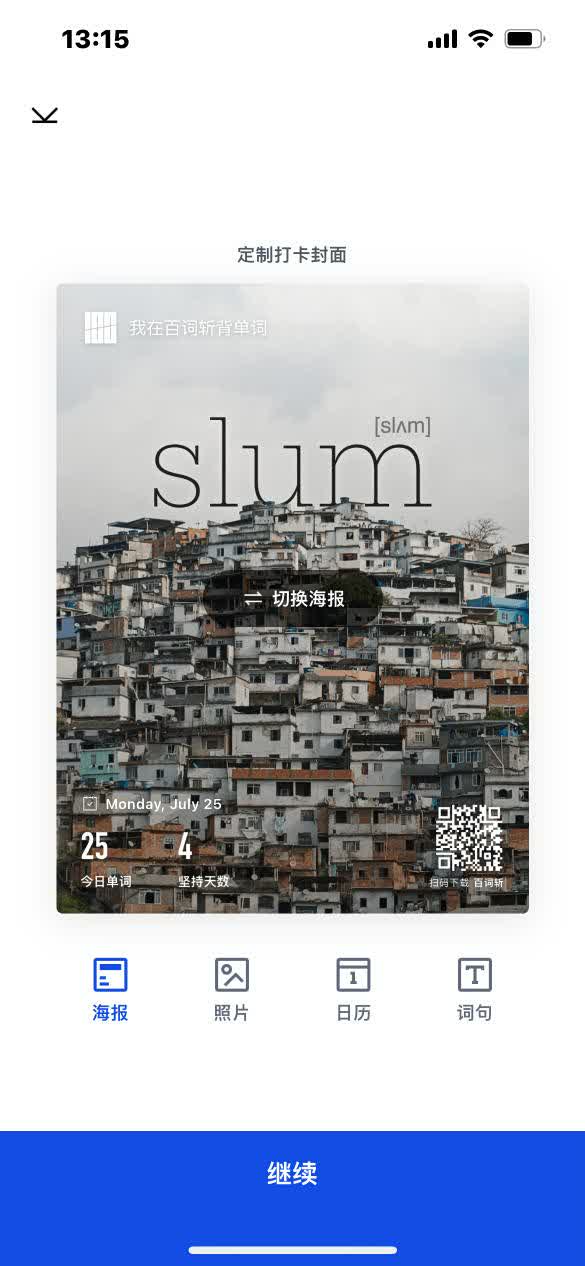 13:15
定制打卡封面
我在百词斩背单词
[slʌm]
slum
切换海报
Monday, July 25
25 4
今日单词 坚持天数
扫码下载 百词斩
海报 照片 日历 词句
继续